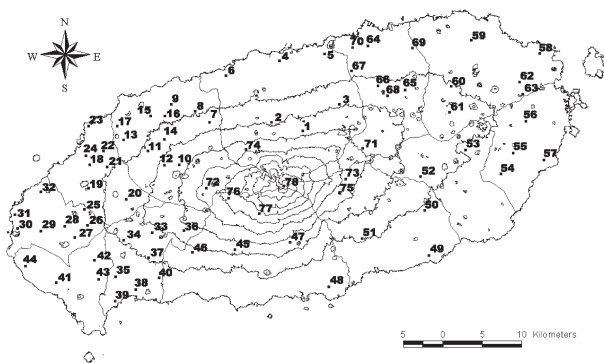 N
W E
S
59
70 64 69
5 58
4
67
6
66 65 60 62
68 63
9 3
15 16 8 61
23 17 7 2 56
13 14 1
24 22 11 74 71 53 55
18 21 12 10 57
52 54
32 19 72 78 73
20 76 75
31 25 77 50
30 29 28 26 33 36
27 34 47 51
46 45
44 42 37 49
41 43 35 40
38 48
39
5 0 5 10 Kilometers